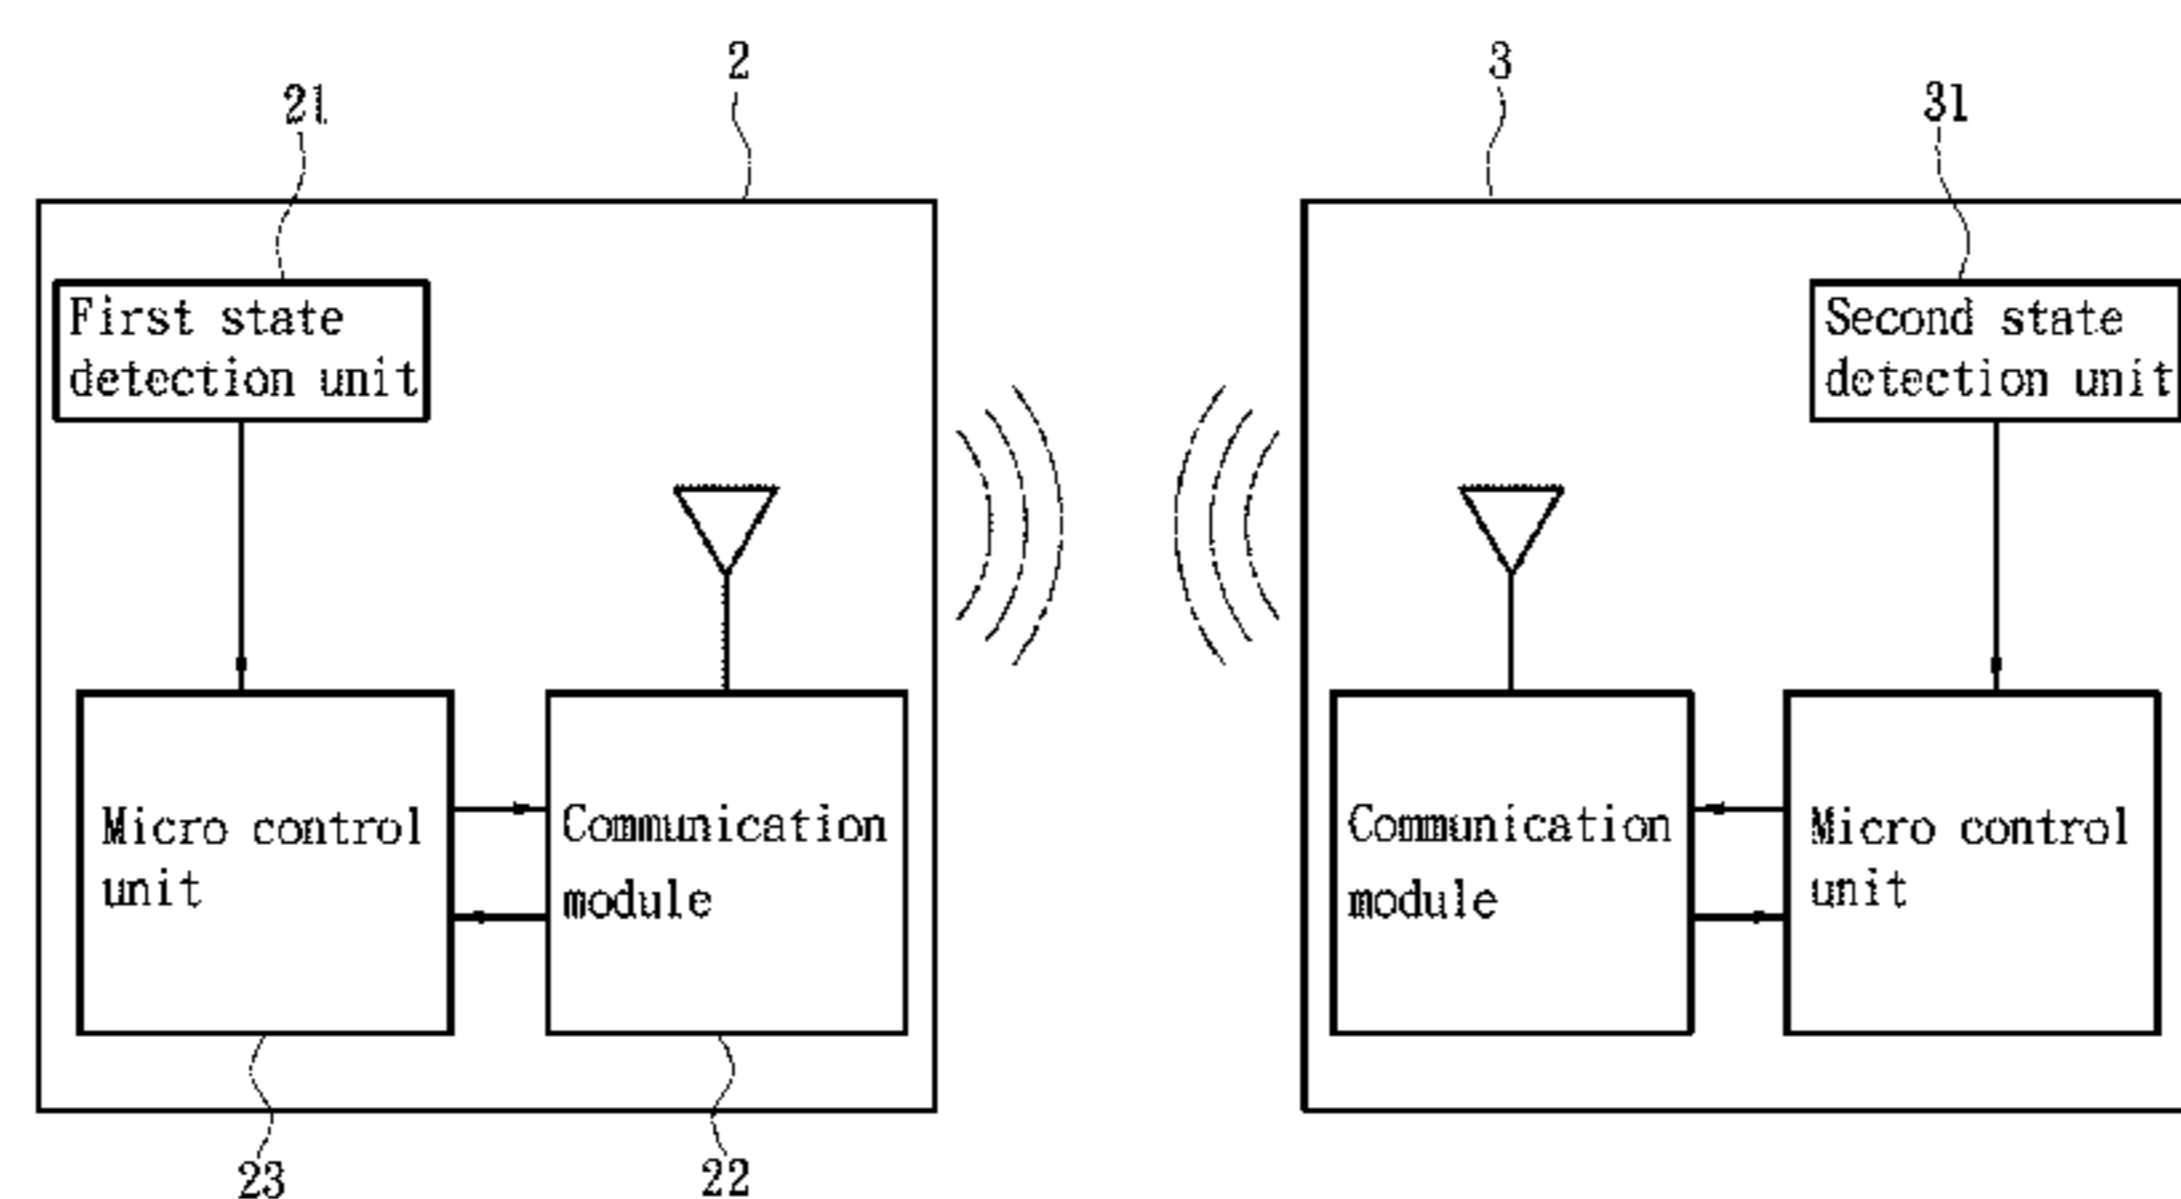 2
3
21
31
First state
detection unit
Second state
detection unit
Micro control
unit
Communication
module
Communication
module
Micro control
unit
23
22